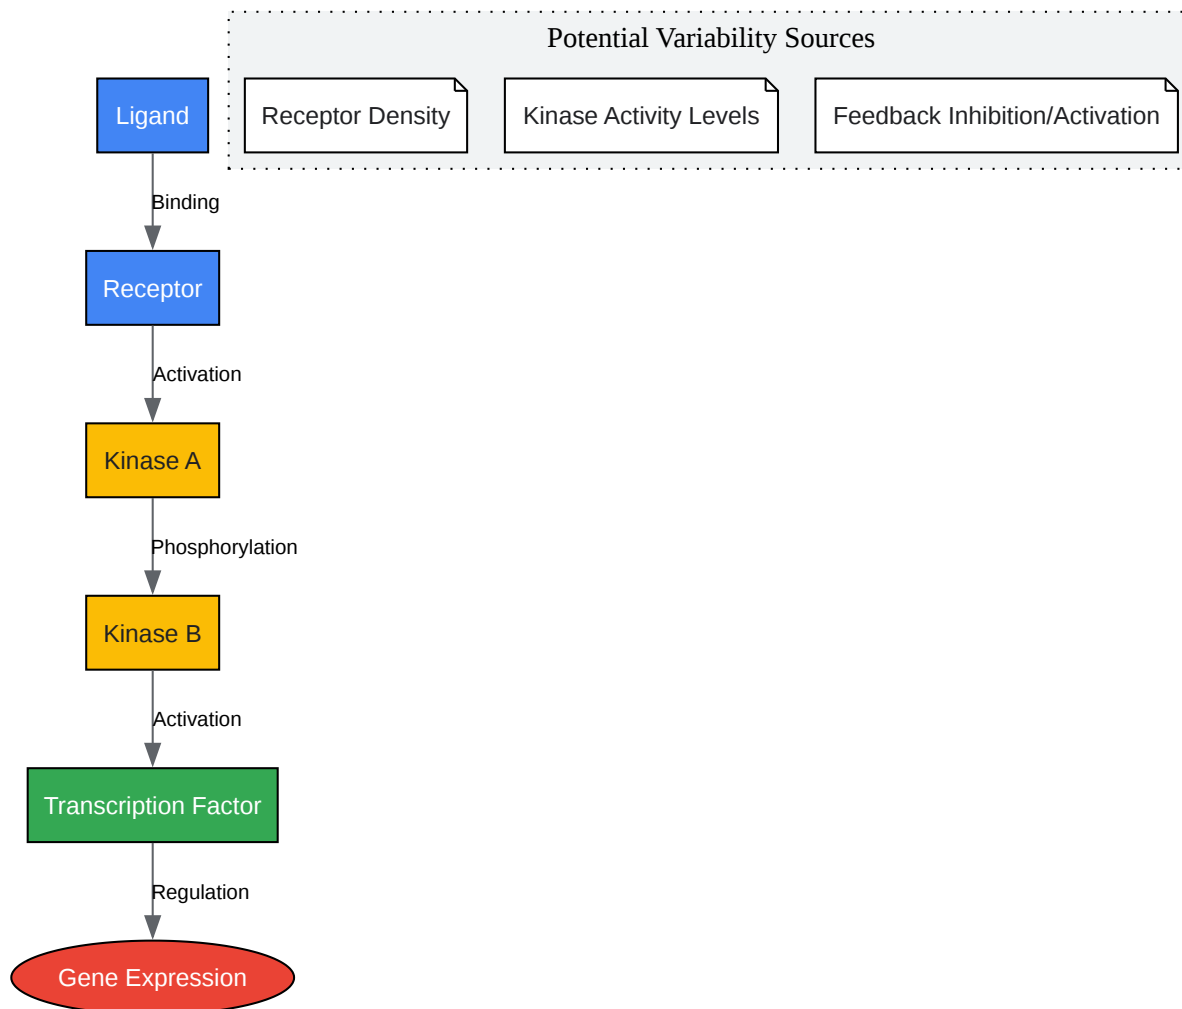 Potential Variability Sources
Ligand
Receptor Density
Kinase Activity Levels
Feedback Inhibition/Activation
Binding
Receptor
Activation
Kinase A
Phosphorylation
Kinase B
Activation
Transcription Factor
Regulation
Gene Expression